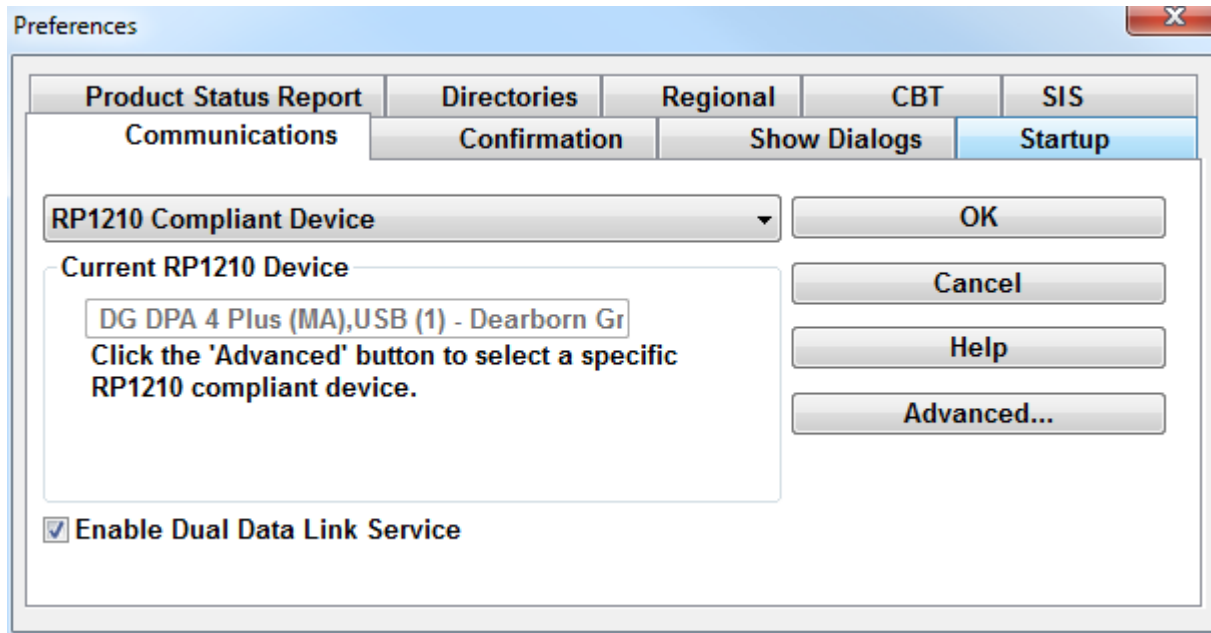 Preferences
Product Status Report Directories Regional CBT SIS
Communications Confirmation Show Dialogs Startup
RP1210 Compliant Device
OK
Current RP1210 Device
Cancel
DG DPA 4 Plus (MA),USB (1) - Dearborn Gr
Click the 'Advanced' button to select a specific
RP1210 compliant device.
Help
Advanced...
Enable Dual Data Link Service